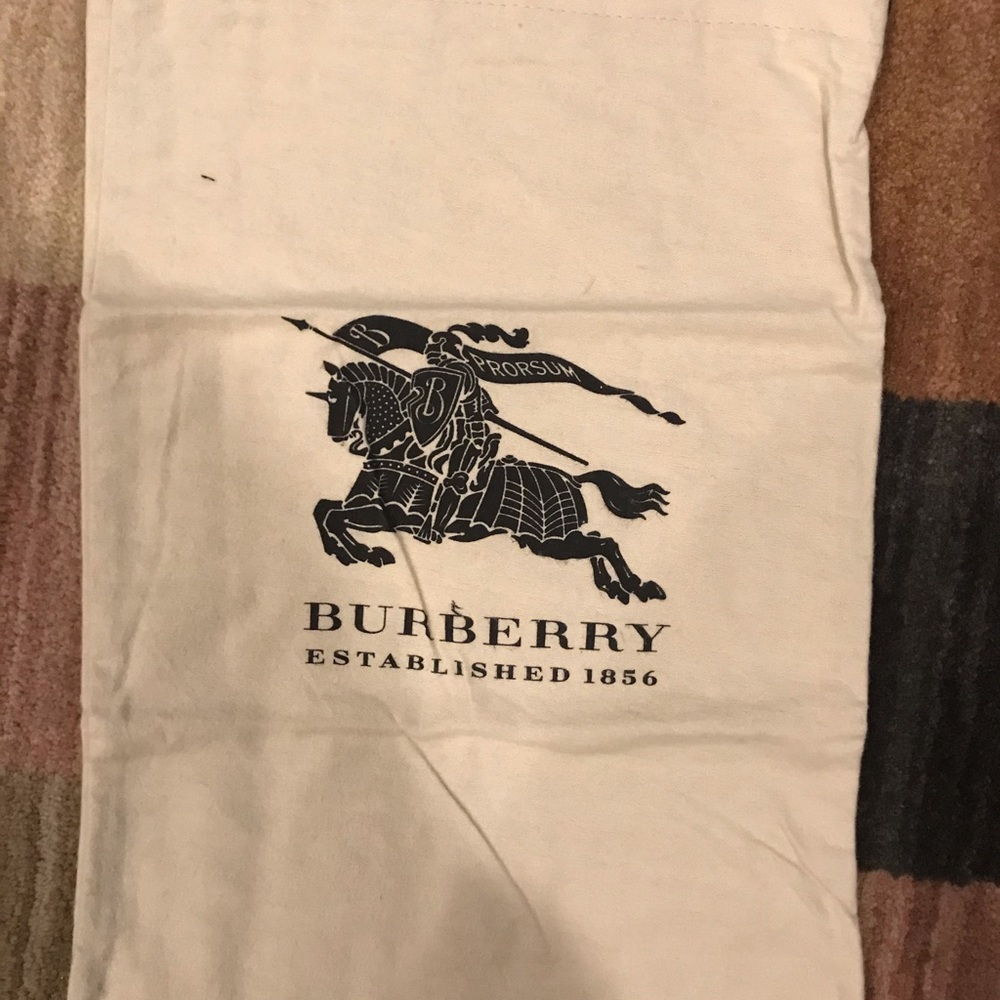 B
PRORSUM
B
BURBERRY
ESTABLISHED 1856